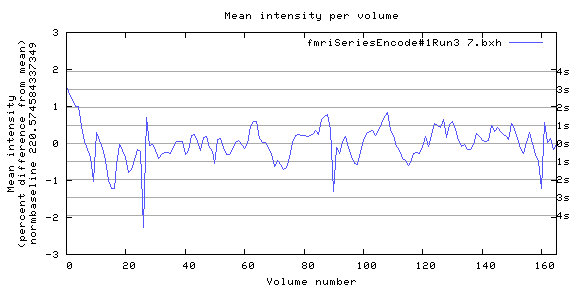 Mean intensity per volume
fmriSeriesEncode#1Run3 7.bxh
Mean intensity
(percent difference from mean)
normbaseline 220.574584337349
3
2
1
0
-1
-2
-3
4s
3s
2s
1s
0s
1s
2s
3s
4s
0 20 40 60 80 100 120 140 160
Volume number